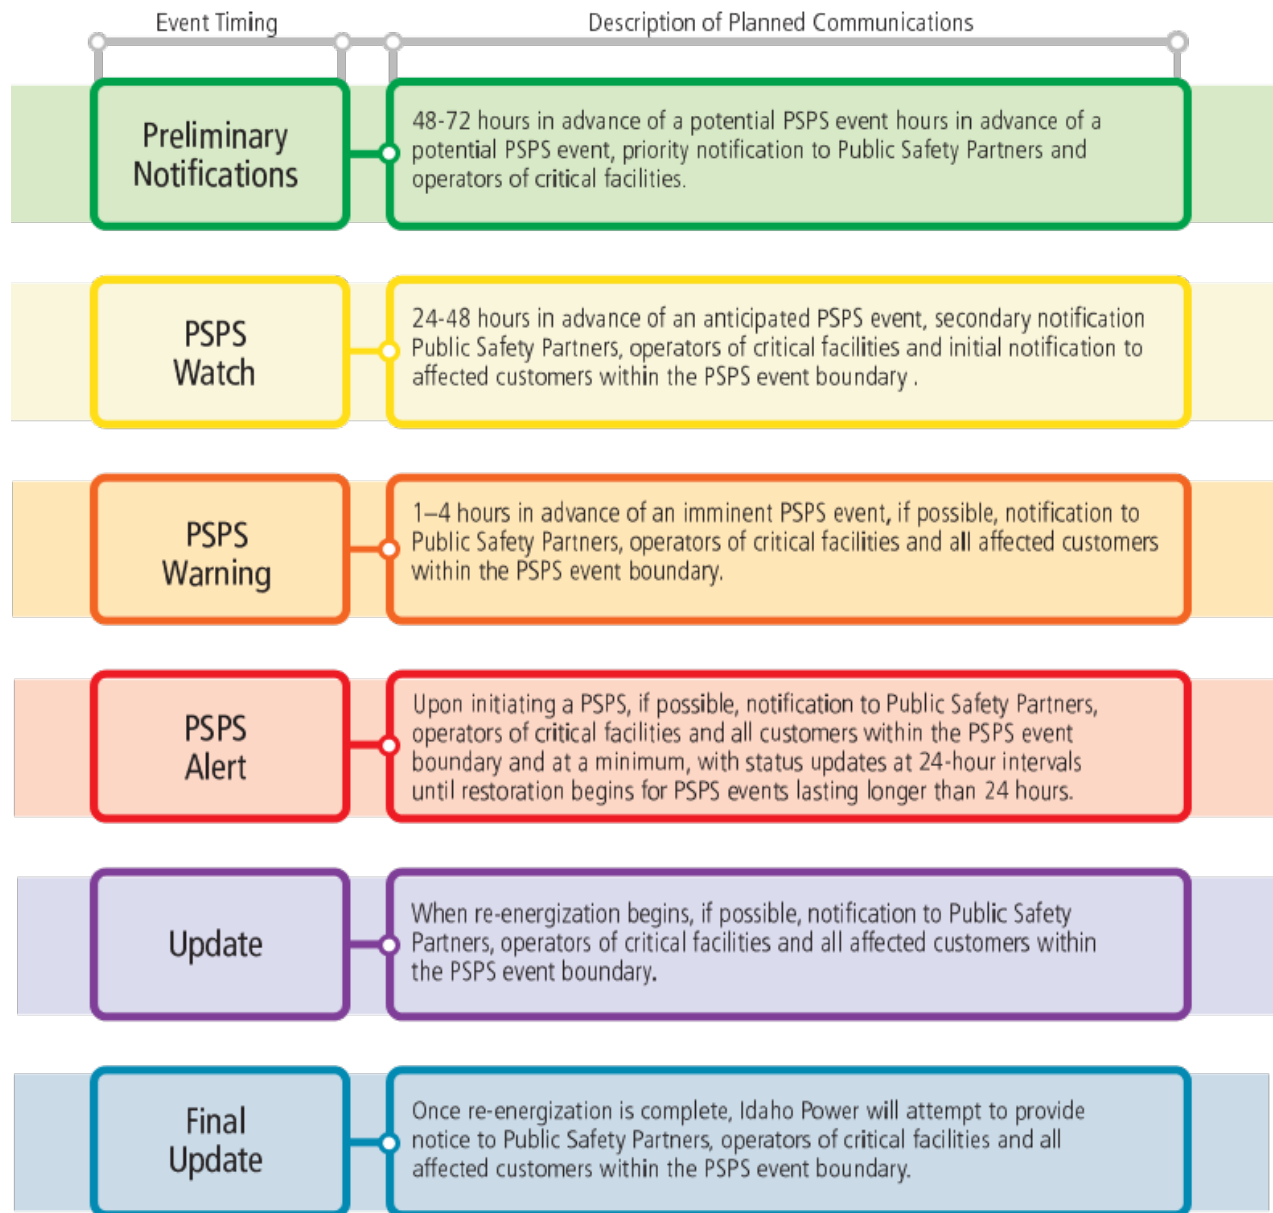 Event Timing
Description of Planned Communications
Preliminary
Notifications
48-72 hours in advance of a potential PSPS event hours in advance of a
potential PSPS event, priority notification to Public Safety Partners and
operators of critical facilities.
PSPS
Watch
24-48 hours in advance of an anticipated PSPS event, secondary notification
Public Safety Partners, operators of critical facilities and initial notification to
affected customers within the PSPS event boundary .
PSPS
Warning
1–4 hours in advance of an imminent PSPS event, if possible, notification to
Public Safety Partners, operators of critical facilities and all affected customers
within the PSPS event boundary.
PSPS
Alert
Upon initiating a PSPS, if possible, notification to Public Safety Partners,
operators of critical facilities and all customers within the PSPS event
boundary and at a minimum, with status updates at 24-hour intervals
until restoration begins for PSPS events lasting longer than 24 hours.
Update
When re-energization begins, if possible, notification to Public Safety
Partners, operators of critical facilities and all affected customers within
the PSPS event boundary.
Final
Update
Once re-energization is complete, Idaho Power will attempt to provide
notice to Public Safety Partners, operators of critical facilities and all
affected customers within the PSPS event boundary.